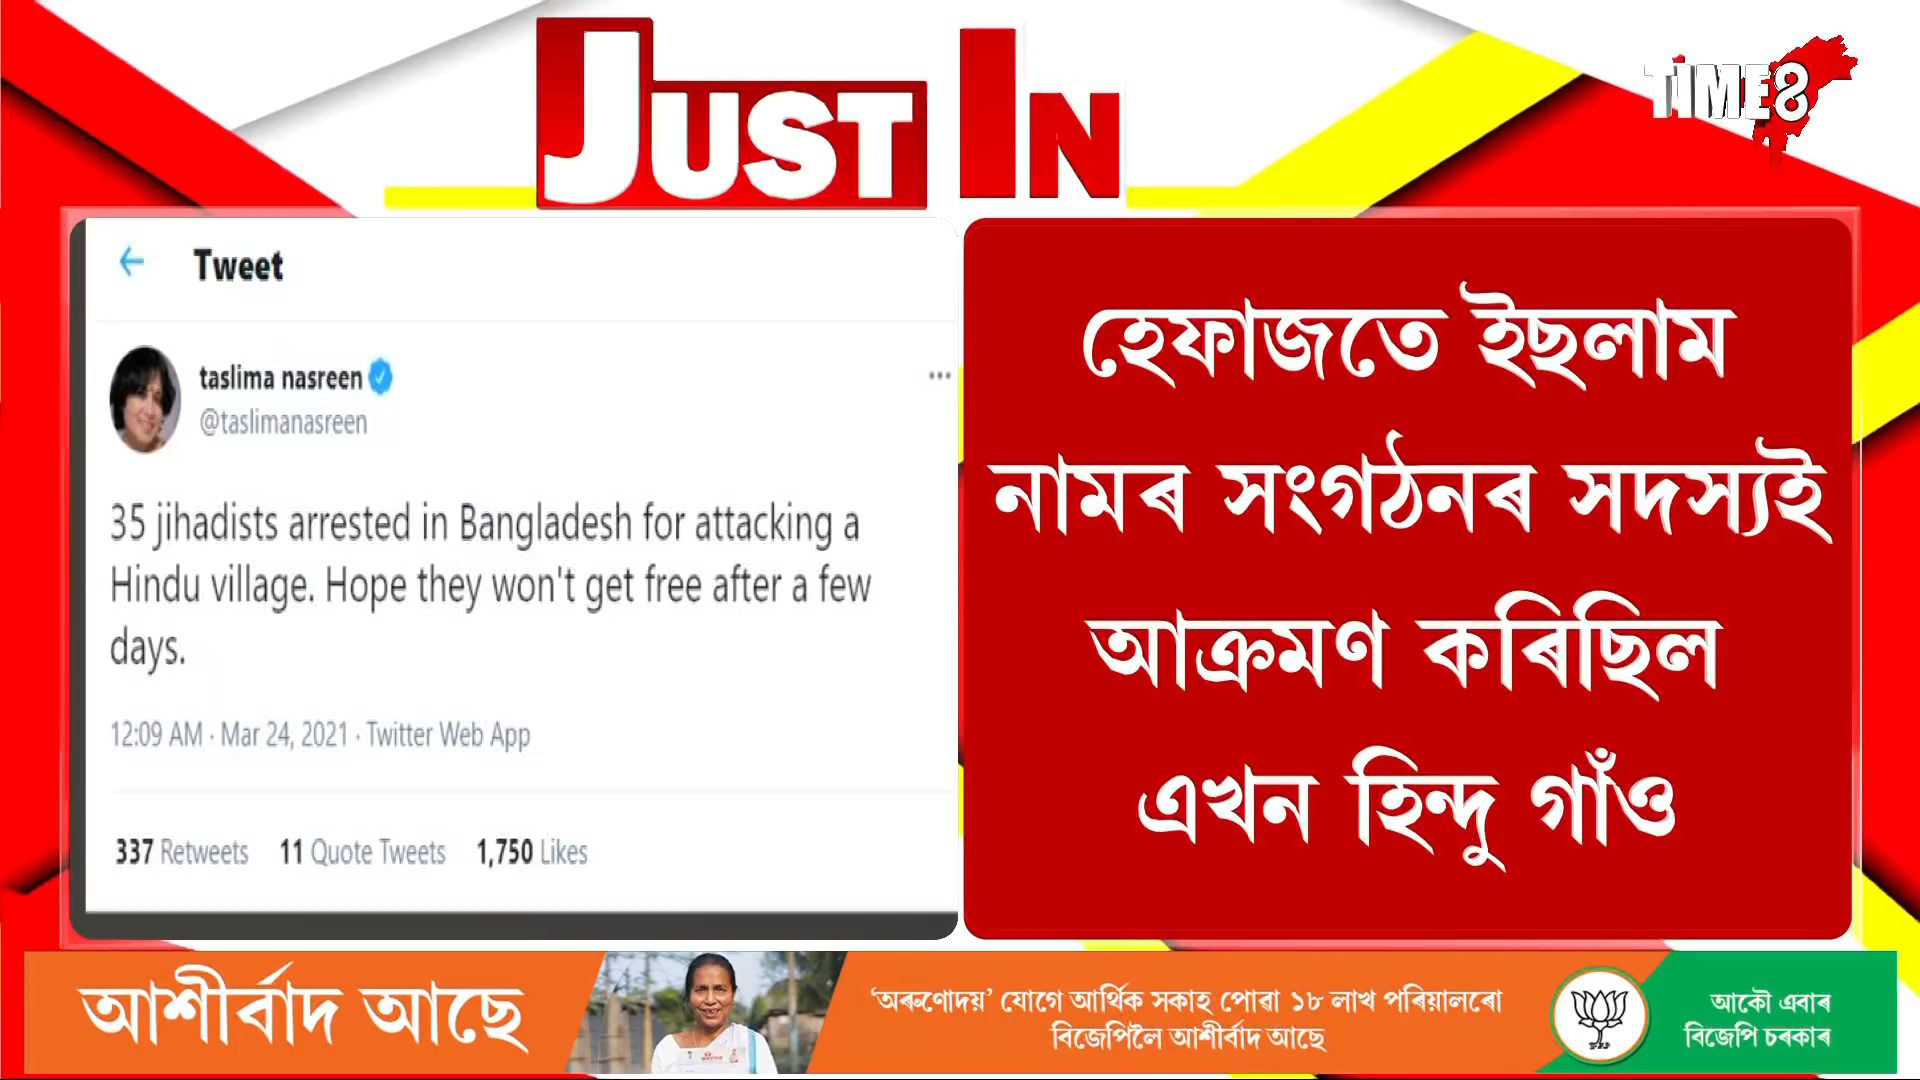 JUST IN
TIME8
Tweet
taslima nasreen
@taslimanasreen
35 jihadists arrested in Bangladesh for attacking a
Hindu village. Hope they won't get free after a few
days.
12:09 AM · Mar 24, 2021 · Twitter Web App
337 Retweets 11 Quote Tweets 1,750 Likes
হেফাজতে ইছলাম
নামৰ সংগঠনৰ সদস্যই
আক্ৰমণ কৰিছিল
এখন হিন্দু গাঁও
আশীৰ্বাদ আছে
‘অৰুণোদয়’ যোগে আৰ্থিক সকাহ পোৱা ১৮ লাখ পৰিয়ালৰো
বিজেপিলৈ আশীৰ্বাদ আছে
আকৌ এবাৰ
বিজেপি চৰকাৰ